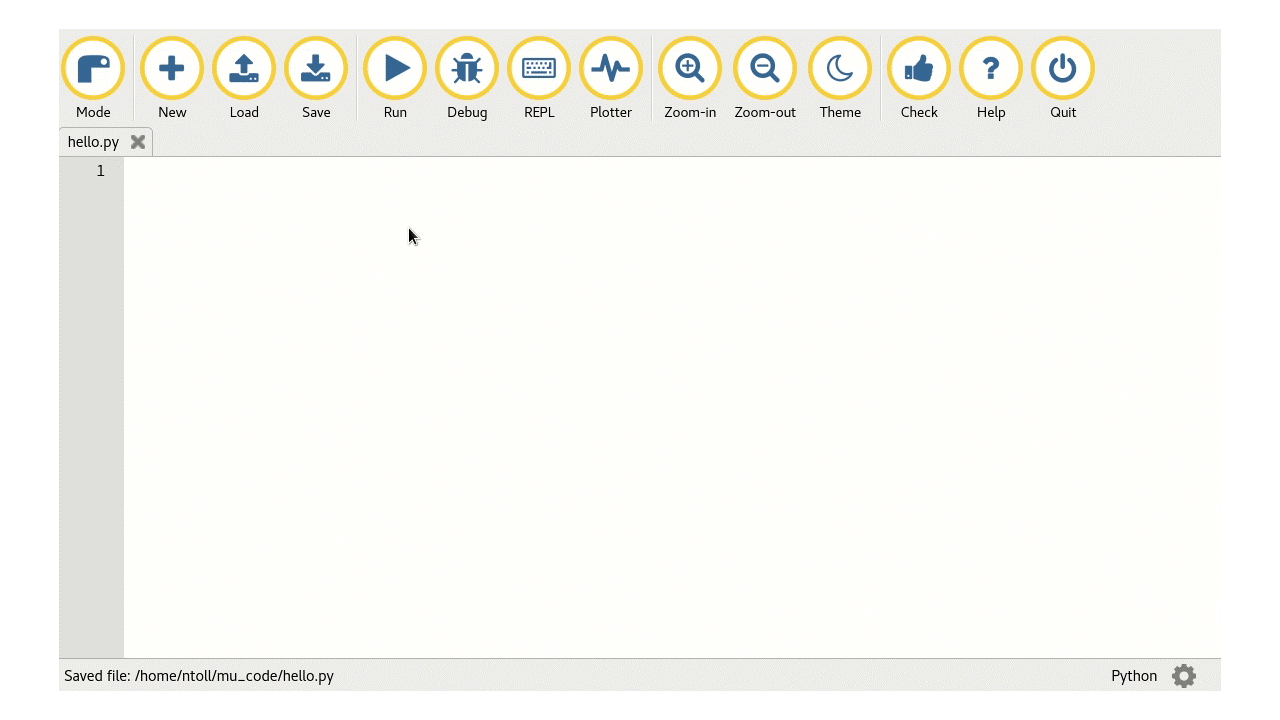 Mode New Load Save Run Debug REPL Plotter Zoom-in Zoom-out Theme Check Help Quit
hello.py
1
Saved file: /home/ntoll/mu_code/hello.py Python